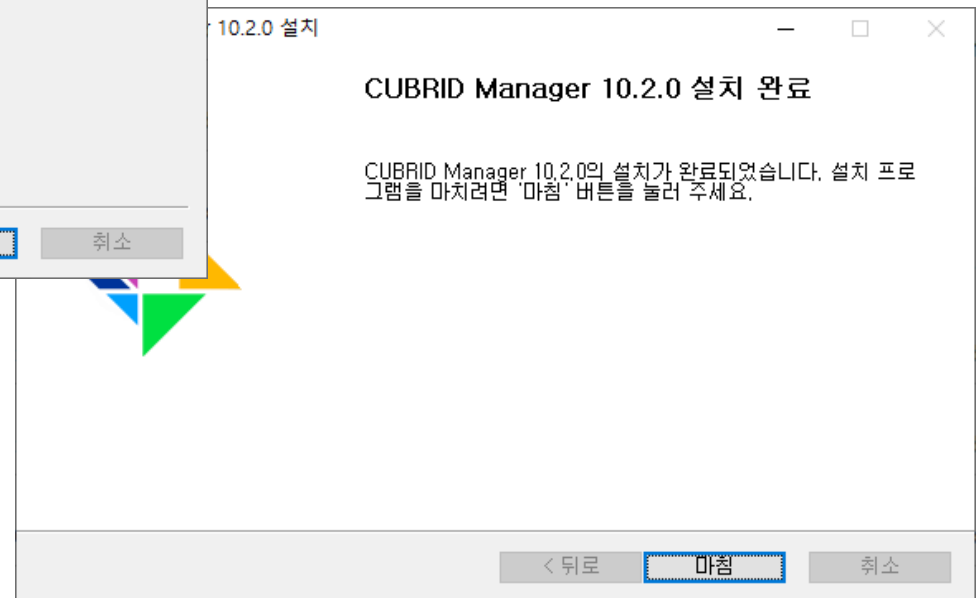 10.2.0 설치
CUBRID Manager 10.2.0 설치 완료
CUBRID Manager 10.2.0의 설치가 완료되었습니다. 설치 프로
그램을 마치려면 '마침' 버튼을 눌러 주세요.
취소
< 뒤로 마침 취소